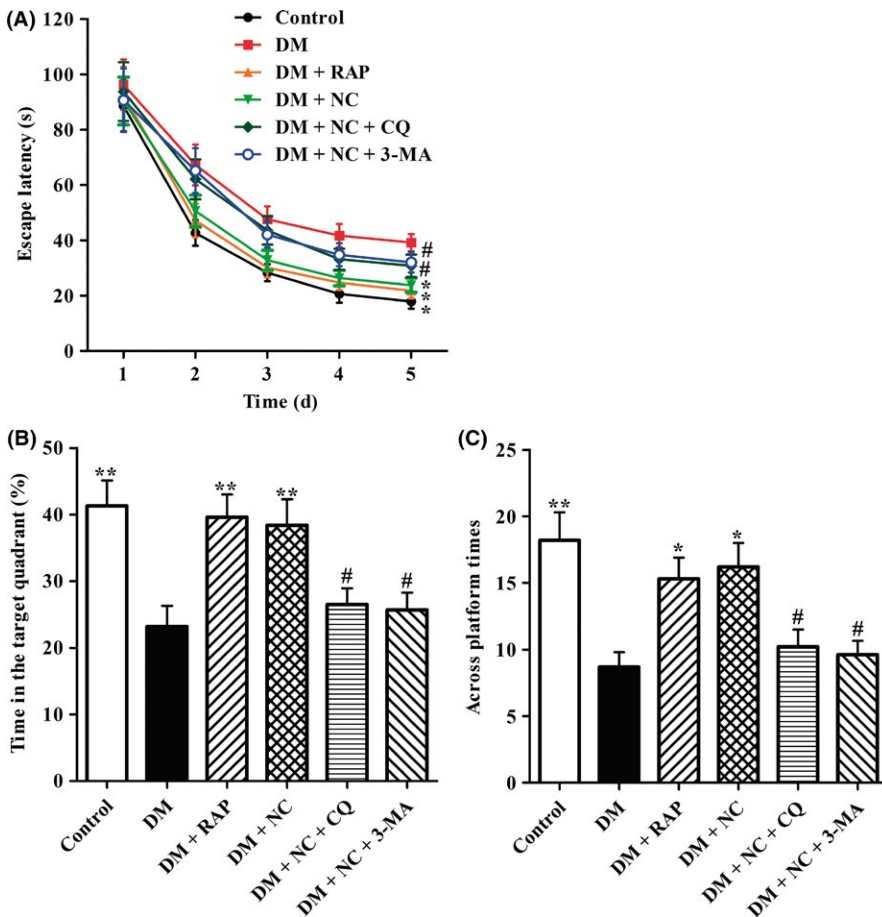 (A)
Control
DM
DM + RAP
DM + NC
DM + NC + CQ
DM + NC + 3-MA
Escape latency (s)
120
100
80
60
40
20
0
#
#
*
*
*
1 2 3 4 5
Time (d)
(B)
Time in the target quadrant (%)
50
40
30
20
10
0
**
**
**
#
#
Control
DM
DM + RAP
DM + NC
DM + NC + CQ
DM + NC + 3-MA
(C)
Across platform times
25
20
15
10
5
0
**
*
*
#
#
Control
DM
DM + RAP
DM + NC
DM + NC + CQ
DM + NC + 3-MA